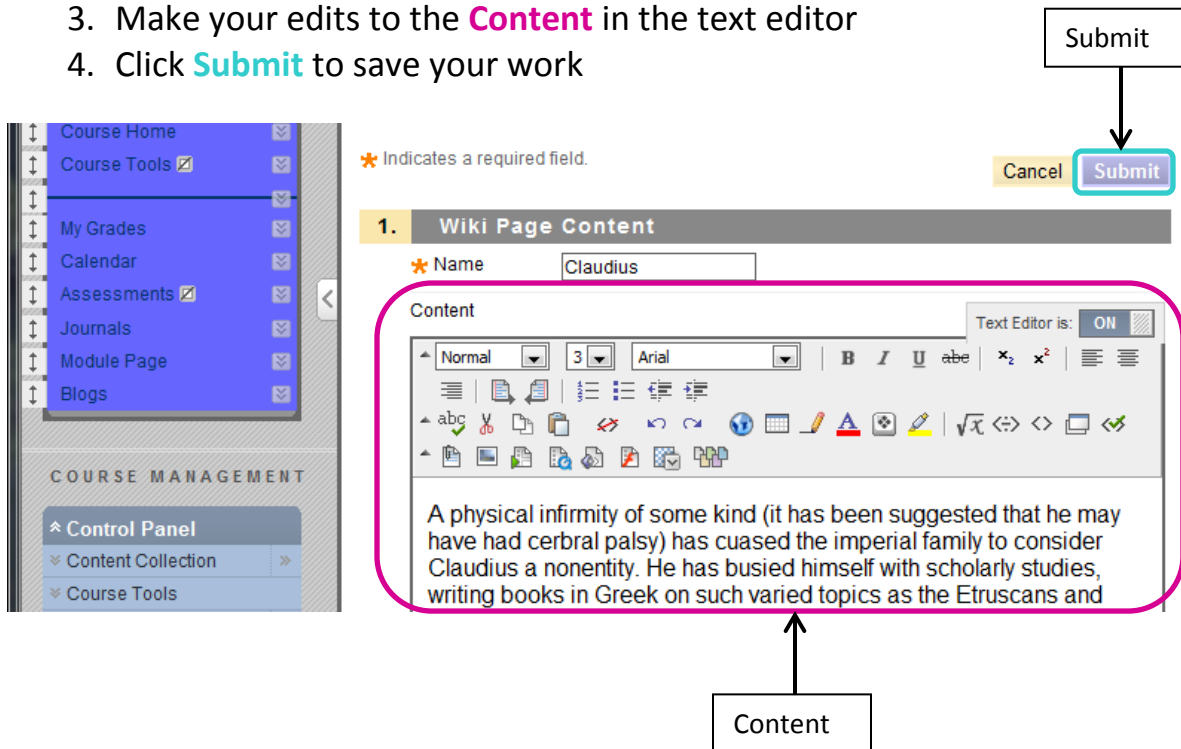 3. Make your edits to the Content in the text editor
4. Click Submit to save your work
Submit
Course Home
Course Tools
My Grades
Calendar
Assessments
Journals
Module Page
Blogs
COURSE MANAGEMENT
Control Panel
Content Collection
Course Tools
Indicates a required field.
Cancel Submit
1. Wiki Page Content
Name Claudius
Content
Text Editor is: ON
Normal 3 Arial B I U abc x₂ x²
abc √x
A physical infirmity of some kind (it has been suggested that he may
have had cerbral palsy) has cuased the imperial family to consider
Claudius a nonentity. He has busied himself with scholarly studies,
writing books in Greek on such varied topics as the Etruscans and
Content